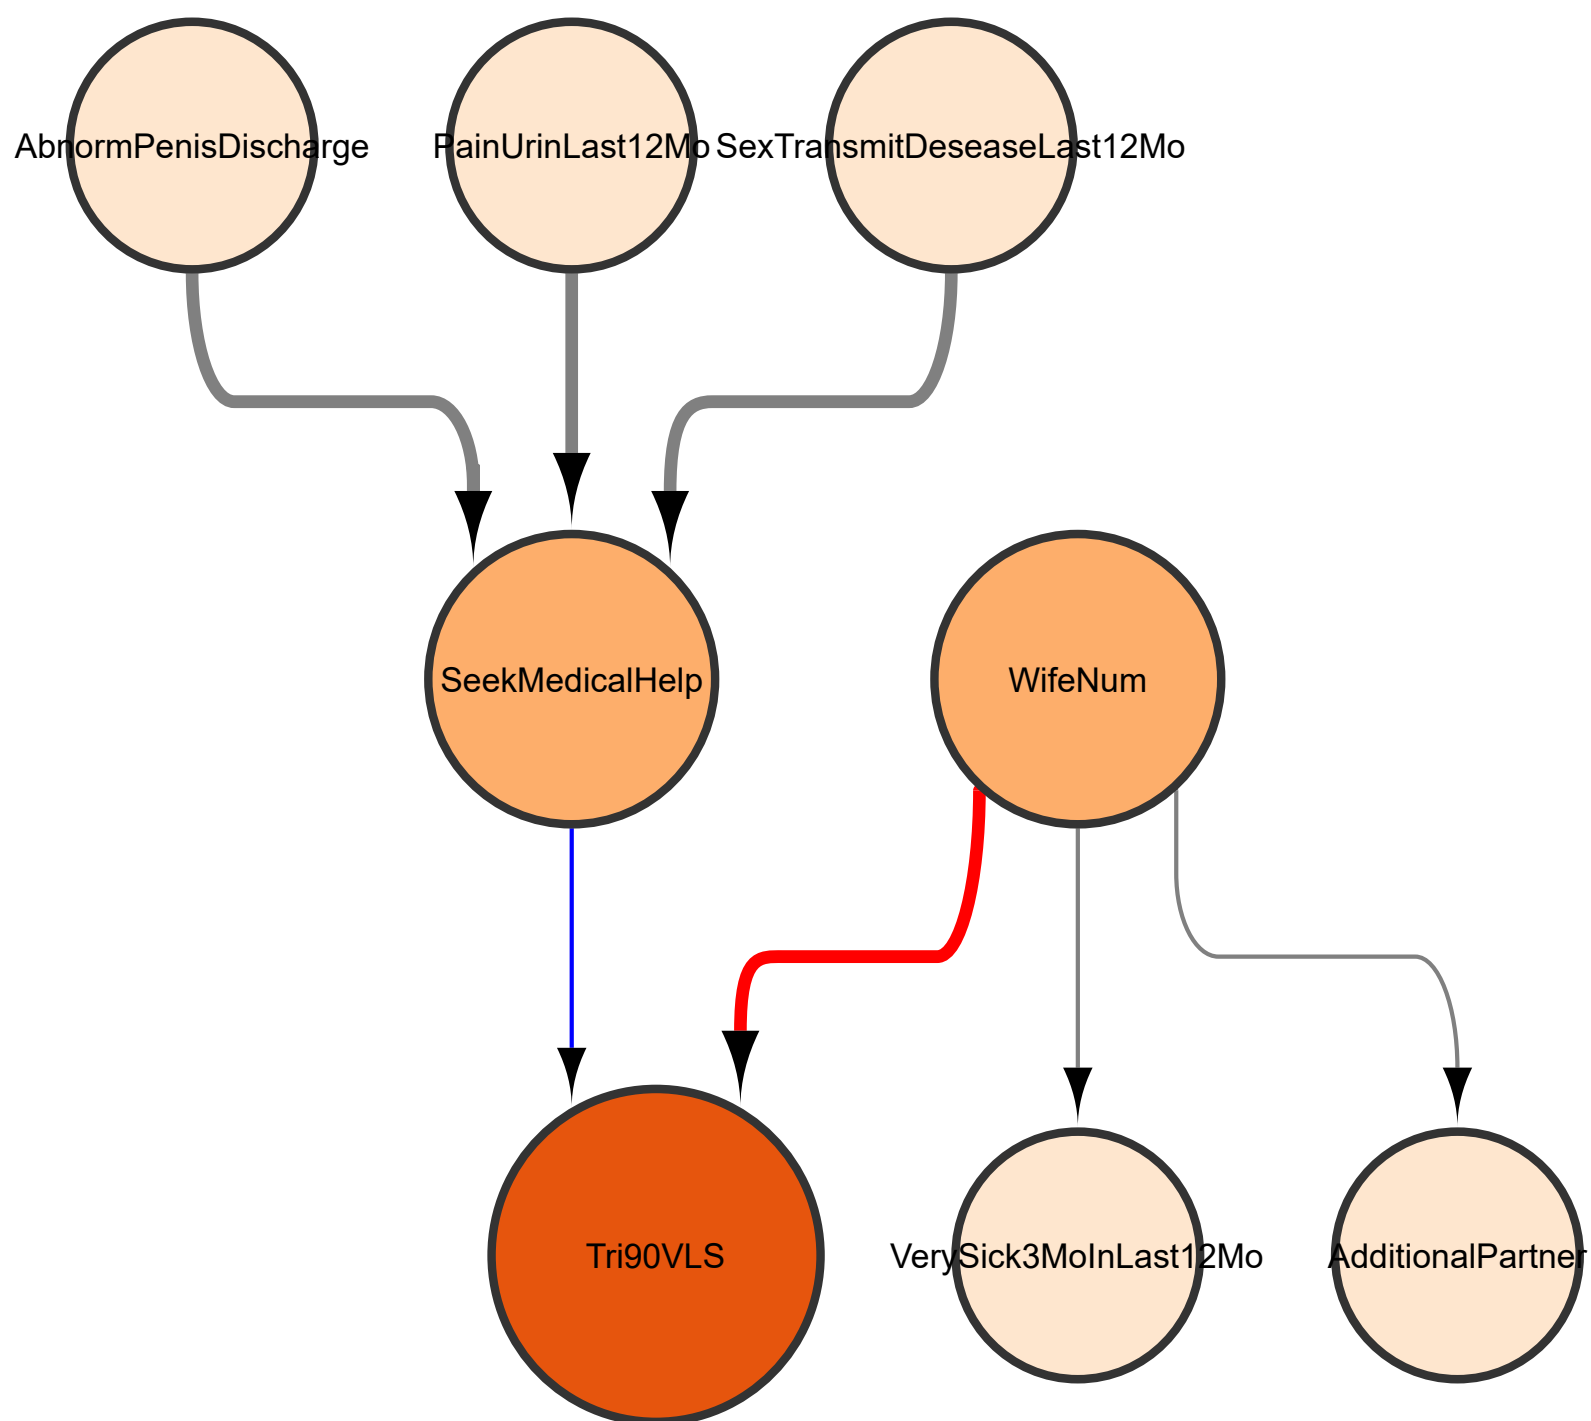 AbnormPenisDischarge
PainUrinLast12Mo
SexTransmitDeseaseLast12Mo
SeekMedicalHelp
WifeNum
Tri90VLS
VerySick3MoInLast12Mo
AdditionalPartner